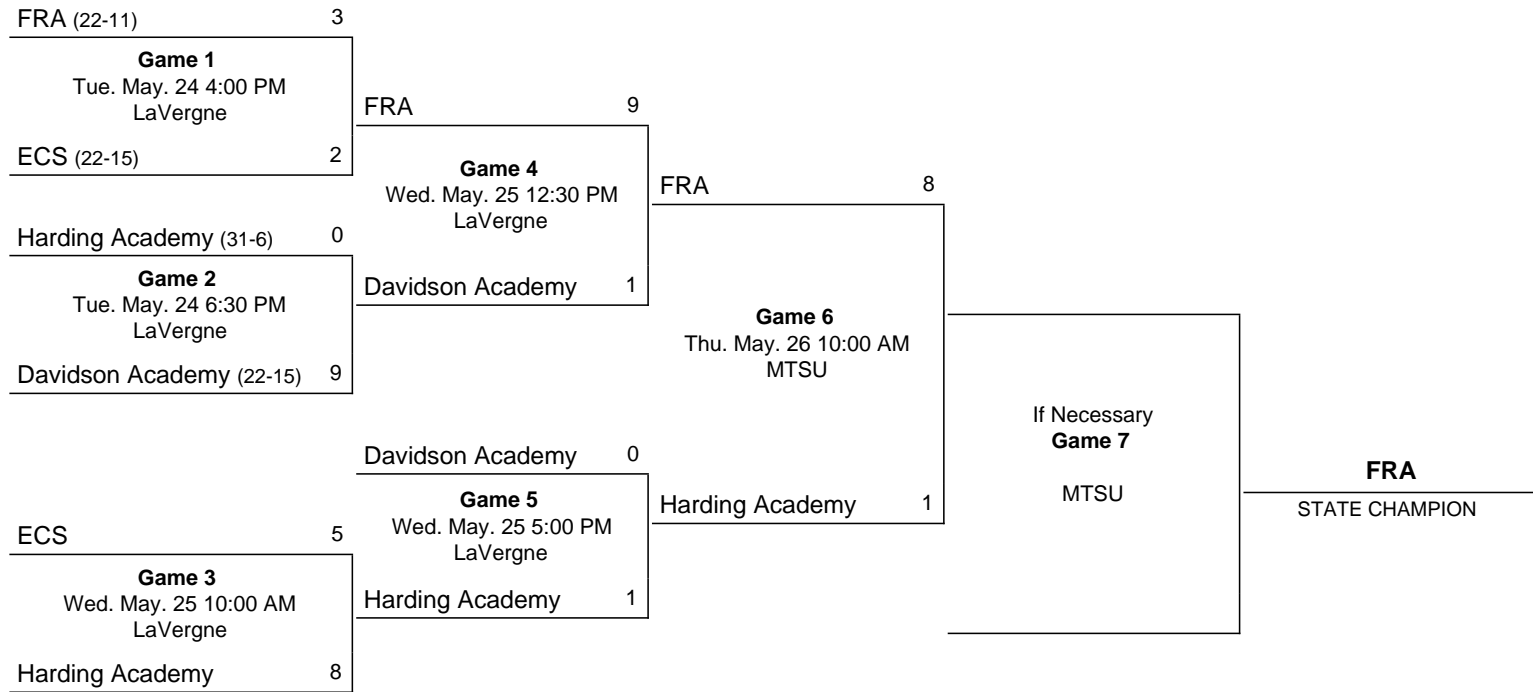 FRA (22-11) 3
Game 1
Tue. May. 24 4:00 PM
LaVergne
ECS (22-15) 2
Harding Academy (31-6) 0
Game 2
Tue. May. 24 6:30 PM
LaVergne
Davidson Academy (22-15) 9
ECS 5
Game 3
Wed. May. 25 10:00 AM
LaVergne
Harding Academy 8
FRA 9
Game 4
Wed. May. 25 12:30 PM
LaVergne
Davidson Academy 1
Davidson Academy 0
Game 5
Wed. May. 25 5:00 PM
LaVergne
Harding Academy 1
FRA 8
Game 6
Thu. May. 26 10:00 AM
MTSU
Harding Academy 1
If Necessary
Game 7
MTSU
FRA
STATE CHAMPION